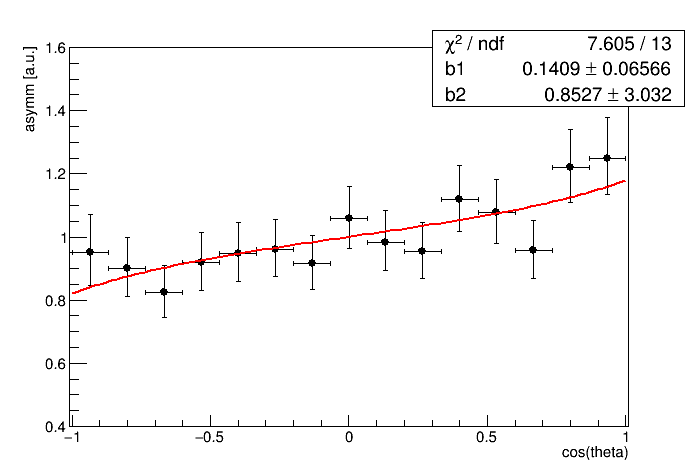 χ² / ndf 7.605 / 13
b1 0.1409 ± 0.06566
b2 0.8527 ± 3.032
asymm [a.u.]
1.6
1.4
1.2
1
0.8
0.6
0.4
−1 −0.5 0 0.5 1
cos(theta)